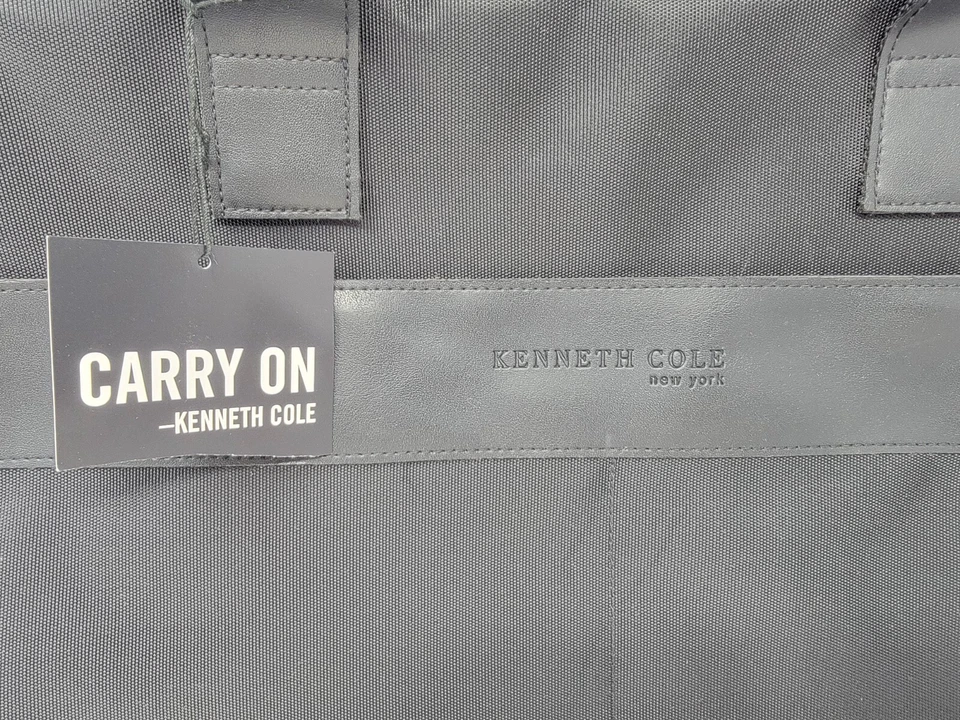 CARRY ON
–KENNETH COLE
KENNETH COLE
new york